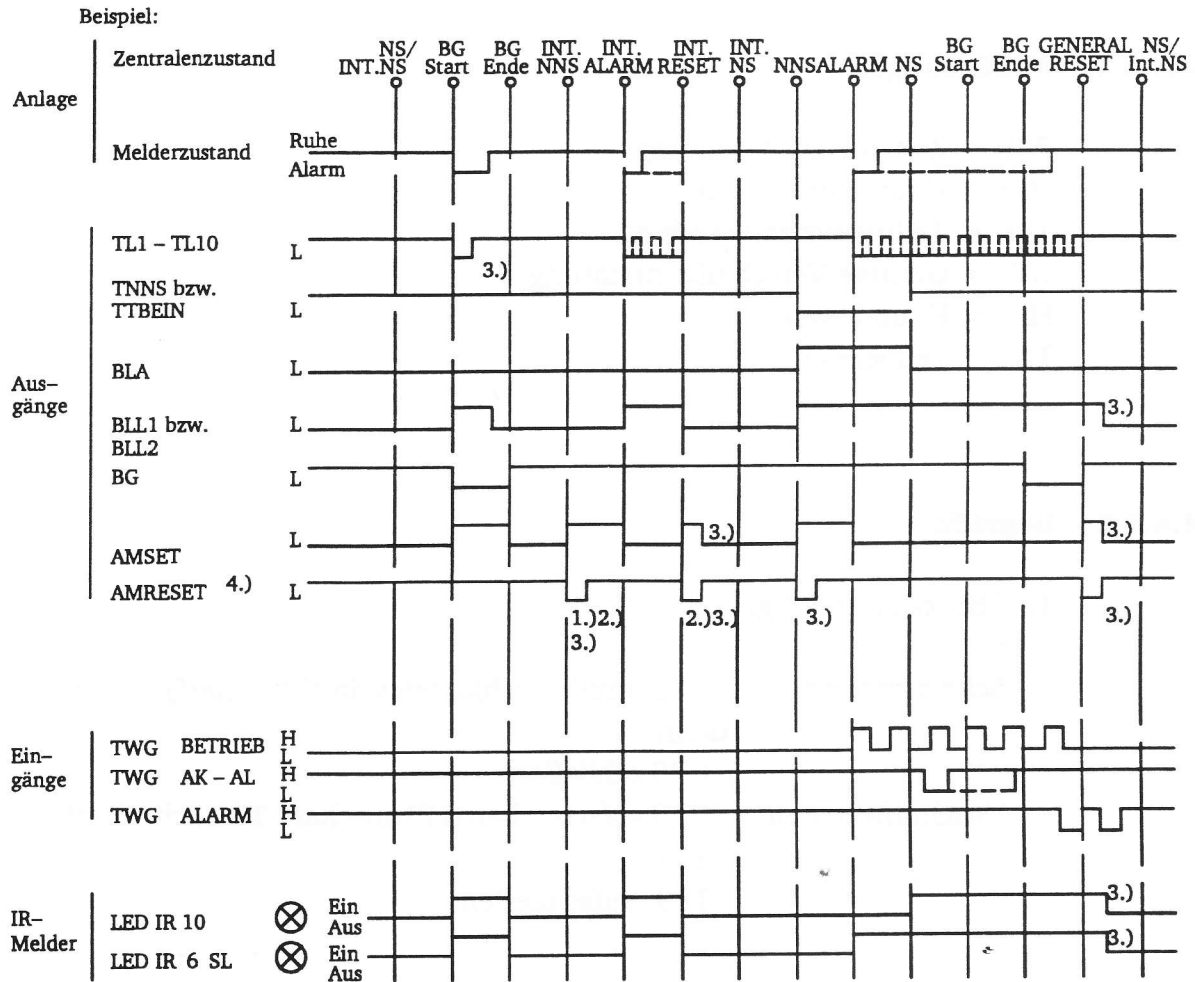 Beispiel:
Anlage
Zentralenzustand
NS/ INT.NS
BG Start
BG Ende
INT. NNS
INT. ALARM
INT. RESET
INT. NS
NNS
ALARM
NS
BG Start
BG Ende
GENERAL RESET
NS/ Int.NS
Melderzustand
Ruhe
Alarm
Aus–
gänge
TL1 – TL10 L
3.)
TNNS bzw.
TTBEIN L
BLA L
BLL1 bzw. L 3.)
BLL2
BG L
L 3.) 3.)
AMSET
AMRESET 4.) L
1.)2.) 2.)3.) 3.) 3.)
3.)
Ein–
gänge
TWG BETRIEB H
L
TWG AK – AL H
L
TWG ALARM H
L
IR–
Melder
LED IR 10 Ein 3.)
Aus
LED IR 6 SL Ein 3.)
Aus